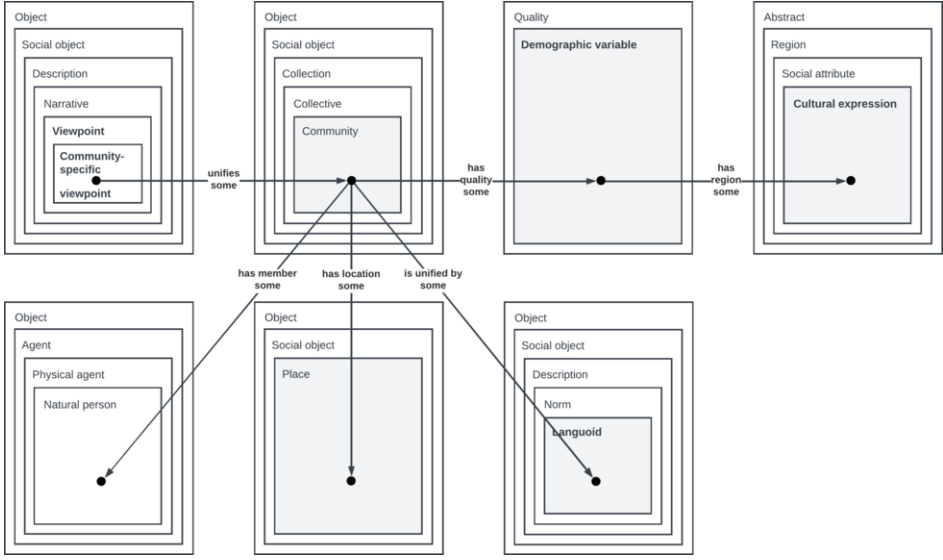 Object
Social object
Description
Narrative
Viewpoint
Community-
specific
viewpoint
unifies
some
Object
Social object
Collection
Collective
Community
has
quality
some
Quality
Demographic variable
has
region
some
Abstract
Region
Social attribute
Cultural expression
has member
some
has location
some
is unified by
some
Object
Agent
Physical agent
Natural person
Object
Social object
Place
Object
Social object
Description
Norm
Languoid